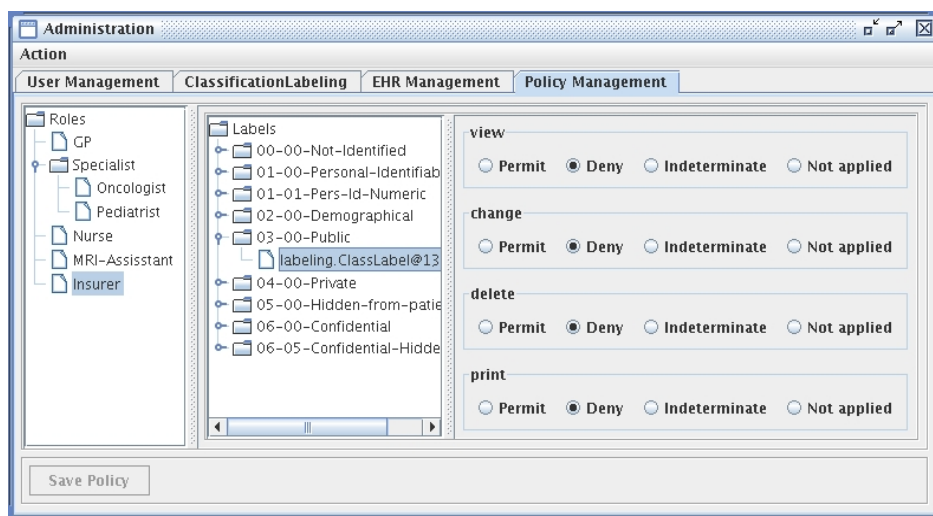 Administration
Action
User Management ClassificationLabeling EHR Management Policy Management
Roles
GP
Specialist
Oncologist
Pediatrist
Nurse
MRI-Assisstant
Insurer
Labels
00-00-Not-Identified
01-00-Personal-Identifiab
01-01-Pers-Id-Numeric
02-00-Demographical
03-00-Public
labeling.ClassLabel@13
04-00-Private
05-00-Hidden-from-patie
06-00-Confidential
06-05-Confidential-Hidde
view
Permit Deny Indeterminate Not applied
change
Permit Deny Indeterminate Not applied
delete
Permit Deny Indeterminate Not applied
print
Permit Deny Indeterminate Not applied
Save Policy